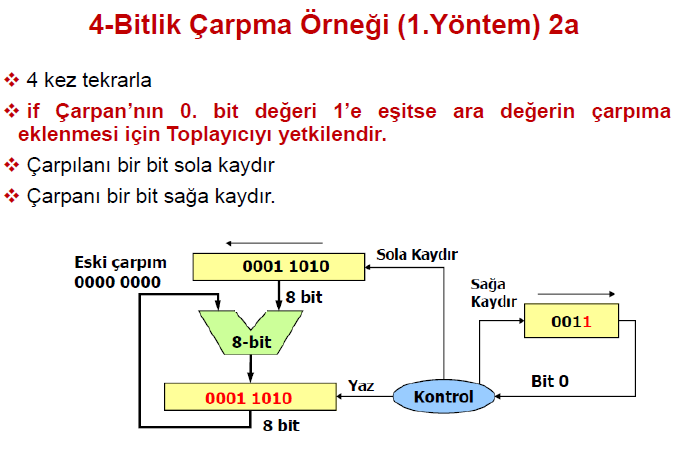 4-Bitlik Çarpma Örneği (1.Yöntem) 2a
❖ 4 kez tekrarla
❖ if Çarpan’nın 0. bit değeri 1’e eşitse ara değerin çarpıma
eklenmesi için Toplayıcıyı yetkilendir.
❖ Çarpılanı bir bit sola kaydır
❖ Çarpanı bir bit sağa kaydır.
Eski çarpım
0000 0000
0001 1010
Sola Kaydır
8 bit
Sağa
Kaydır
0011
8-bit
0001 1010
Yaz
Kontrol
Bit 0
8 bit